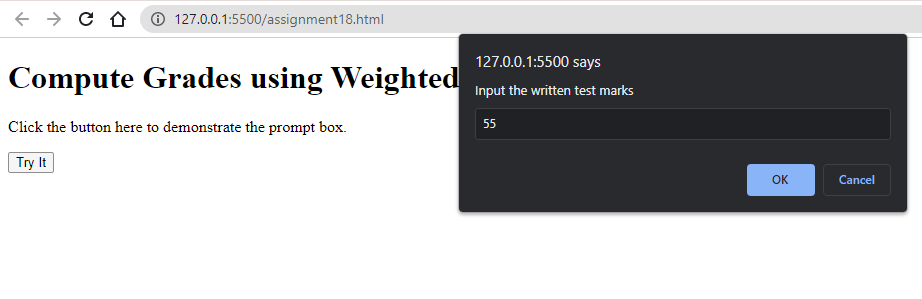 127.0.0.1:5500/assignment18.html
127.0.0.1:5500 says
Compute Grades using Weighted
Input the written test marks
55
Click the button here to demonstrate the prompt box.
Try It
OK
Cancel